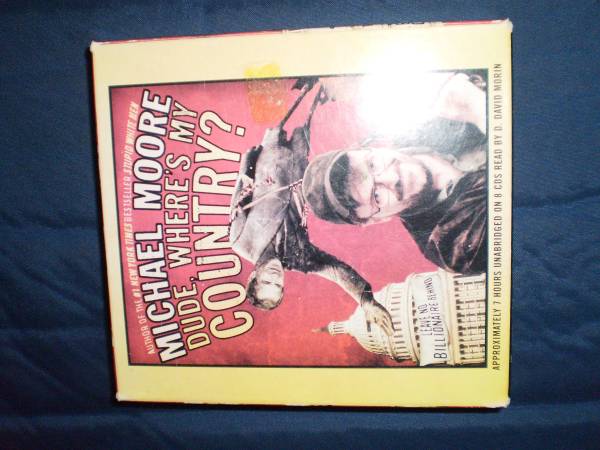 AUTHOR OF THE #1 NEW YORK TIMES BESTSELLER STUPID WHITE MEN
MICHAEL MOORE
DUDE, WHERE'S MY
COUNTRY?
LEAVE NO
BILLIONAIRE BEHIND
APPROXIMATELY 7 HOURS UNABRIDGED ON 8 CDS READ BY D. DAVID MORIN